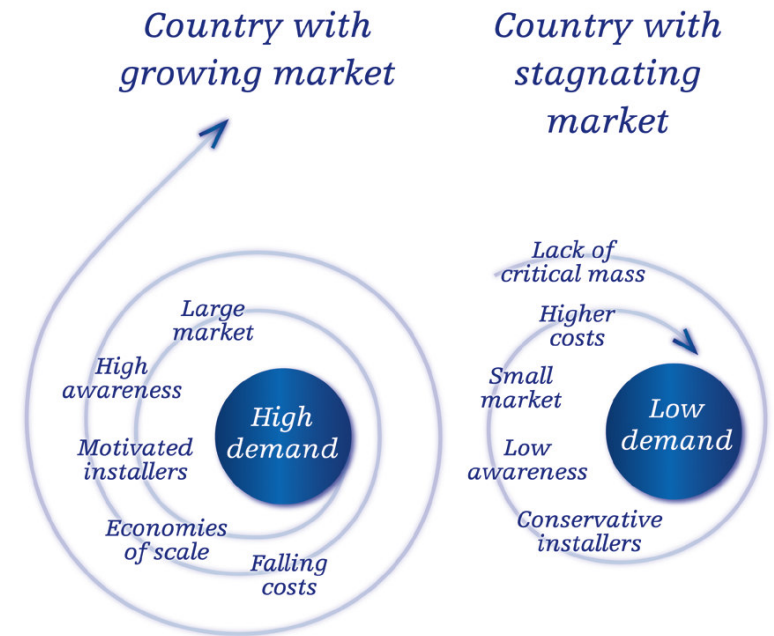 Country with
growing market
Large
market
High
awareness
High
demand
Motivated
installers
Economies
of scale
Falling
costs
Country with
stagnating
market
Lack of
critical mass
Higher
costs
Small
market
Low
demand
Low
awareness
Conservative
installers